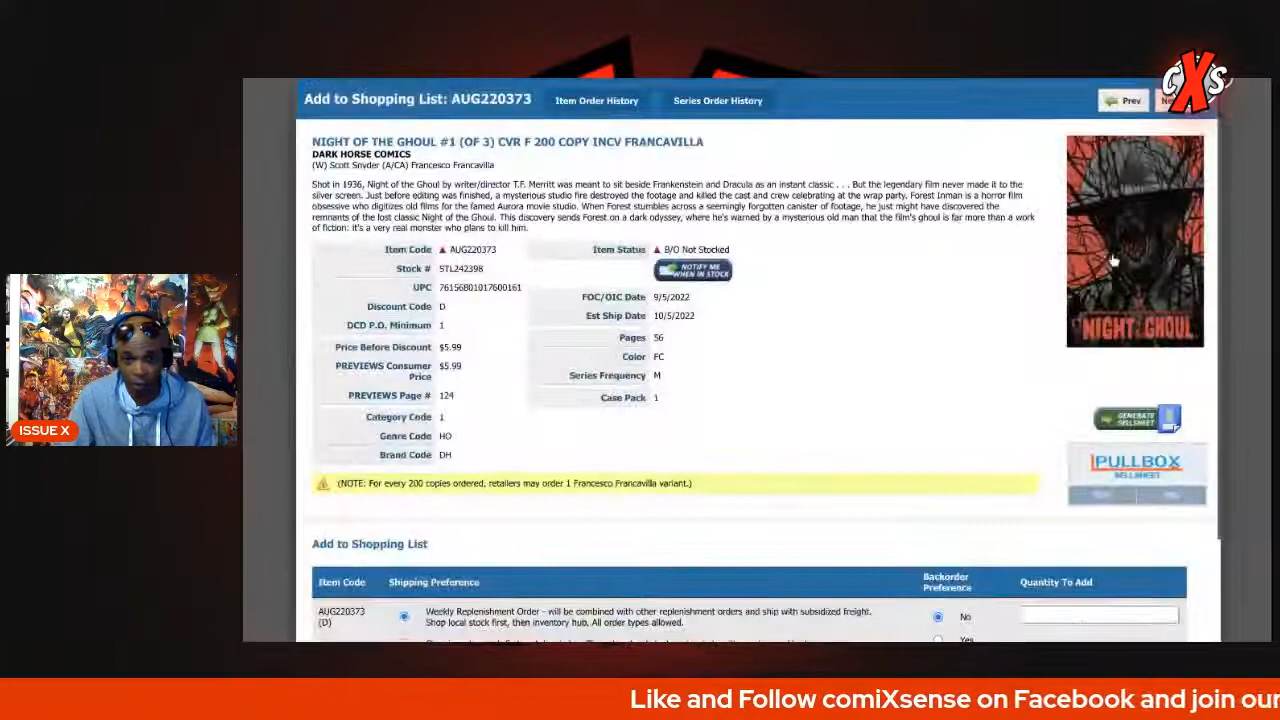 cXs
Add to Shopping List: AUG220373
Item Order History
Series Order History
Prev
NIGHT OF THE GHOUL #1 (OF 3) CVR F 200 COPY INCV FRANCAVILLA
DARK HORSE COMICS
(W) Scott Snyder (A/CA) Francesco Francavilla
Shot in 1936, Night of the Ghoul by writer/director T.F. Merritt was meant to sit beside Frankenstein and Dracula as an instant classic . . . But the legendary film never made it to the
silver screen. Just before editing was finished, a mysterious studio fire destroyed the footage and killed the cast and crew celebrating at the wrap party. Forest Inman is a horror film
obsessive who digitizes old films for the famed Aurora movie studio. When Forest stumbles across a seemingly forgotten canister of footage, he just might have discovered the
remnants of the lost classic Night of the Ghoul. This discovery sends Forest on a dark odyssey, where he's warned by a mysterious old man that the film's ghoul is far more than a work
of fiction: it's a very real monster who plans to kill him.
Item Code AUG220373
Stock # STL242398
UPC 76156801017600161
Discount Code D
DCD P.O. Minimum 1
Price Before Discount $5.99
PREVIEWS Consumer
Price $5.99
PREVIEWS Page # 124
Category Code 1
Genre Code HO
Brand Code DH
Item Status B/O Not Stocked
NOTIFY ME
WHEN IN STOCK
FOC/OIC Date 9/5/2022
Est Ship Date 10/5/2022
Pages 56
Color FC
Series Frequency M
Case Pack 1
NIGHT GHOUL
GENERATE
SELLSHEET
PULLBOX
SELLSHEET
(NOTE: For every 200 copies ordered, retailers may order 1 Francesco Francavilla variant.)
Add to Shopping List
Item Code Shipping Preference Backorder
Preference Quantity To Add
AUG220373
(D)
Weekly Replenishment Order - will be combined with other replenishment orders and ship with subsidized freight.
Shop local stock first, then inventory hub. All order types allowed.
No
Yes
ISSUE X
Like and Follow comiXsense on Facebook and join our